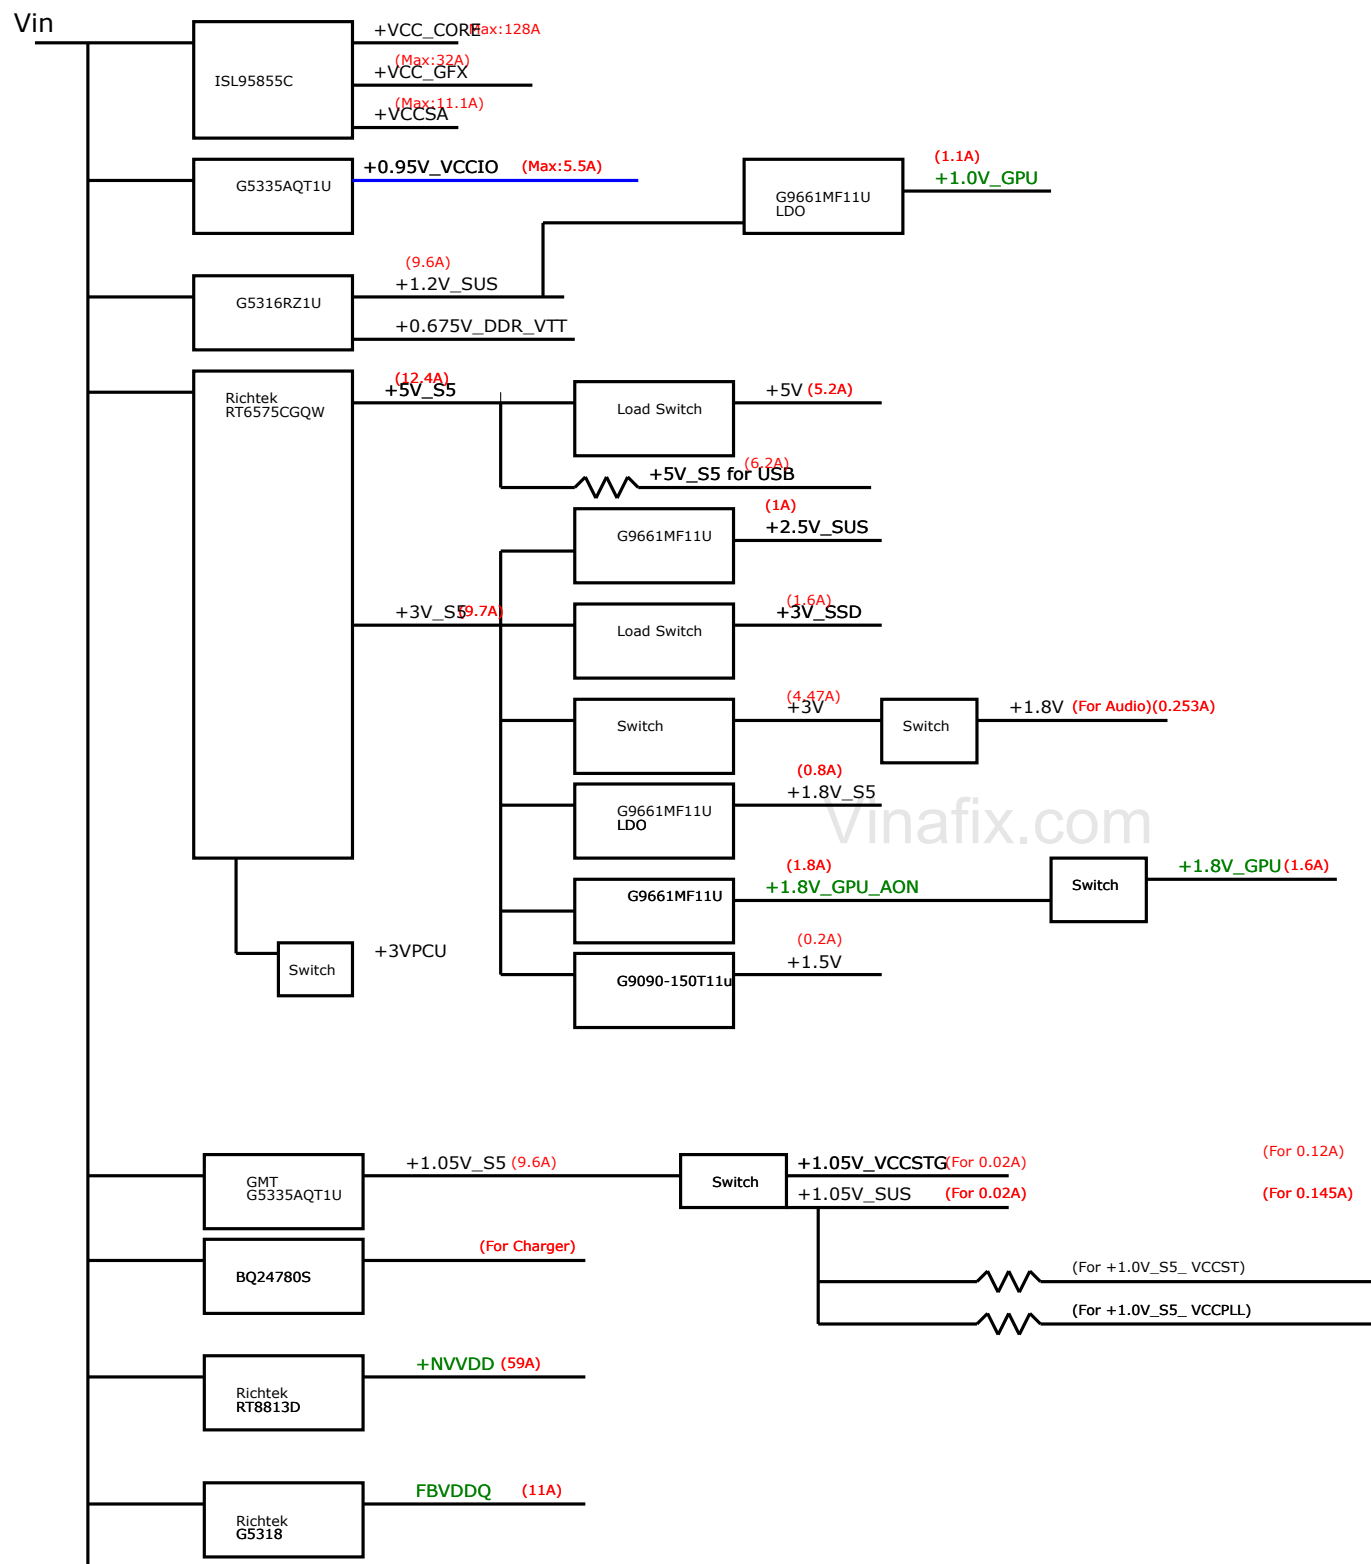 Vin
+VCC_CORE Max:128A
(Max:32A)
+VCC_GFX
(Max:11.1A)
+VCCSA
ISL95855C
+0.95V_VCCIO (Max:5.5A)
G5335AQT1U
(1.1A)
+1.0V_GPU
G9661MF11U
LDO
(9.6A)
+1.2V_SUS
G5316RZ1U
+0.675V_DDR_VTT
Richtek
RT6575CGQW
(12.4A)
+5V_S5
Load Switch
+5V (5.2A)
(6.2A)
+5V_S5 for USB
(1A)
+2.5V_SUS
G9661MF11U
+3V_S5 (9.7A)
(1.6A)
+3V_SSD
Load Switch
(4.47A)
+3V
Switch
Switch
+1.8V (For Audio)(0.253A)
(0.8A)
+1.8V_S5
G9661MF11U
LDO
Vinafix.com
(1.8A)
+1.8V_GPU_AON
G9661MF11U
Switch
+1.8V_GPU (1.6A)
(0.2A)
+1.5V
G9090-150T11u
Switch
+3VPCU
+1.05V_S5 (9.6A)
GMT
G5335AQT1U
Switch
+1.05V_VCCSTG (For 0.02A)
(For 0.12A)
+1.05V_SUS (For 0.02A)
(For 0.145A)
(For Charger)
BQ24780S
(For +1.0V_S5_ VCCST)
(For +1.0V_S5_ VCCPLL)
+NVVDD (59A)
Richtek
RT8813D
FBVDDQ (11A)
Richtek
G5318